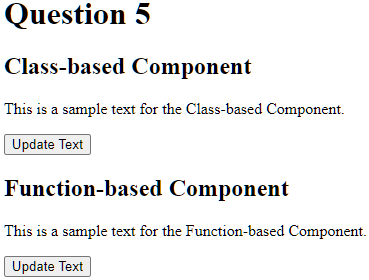 Question 5
Class-based Component
This is a sample text for the Class-based Component.
Update Text
Function-based Component
This is a sample text for the Function-based Component.
Update Text